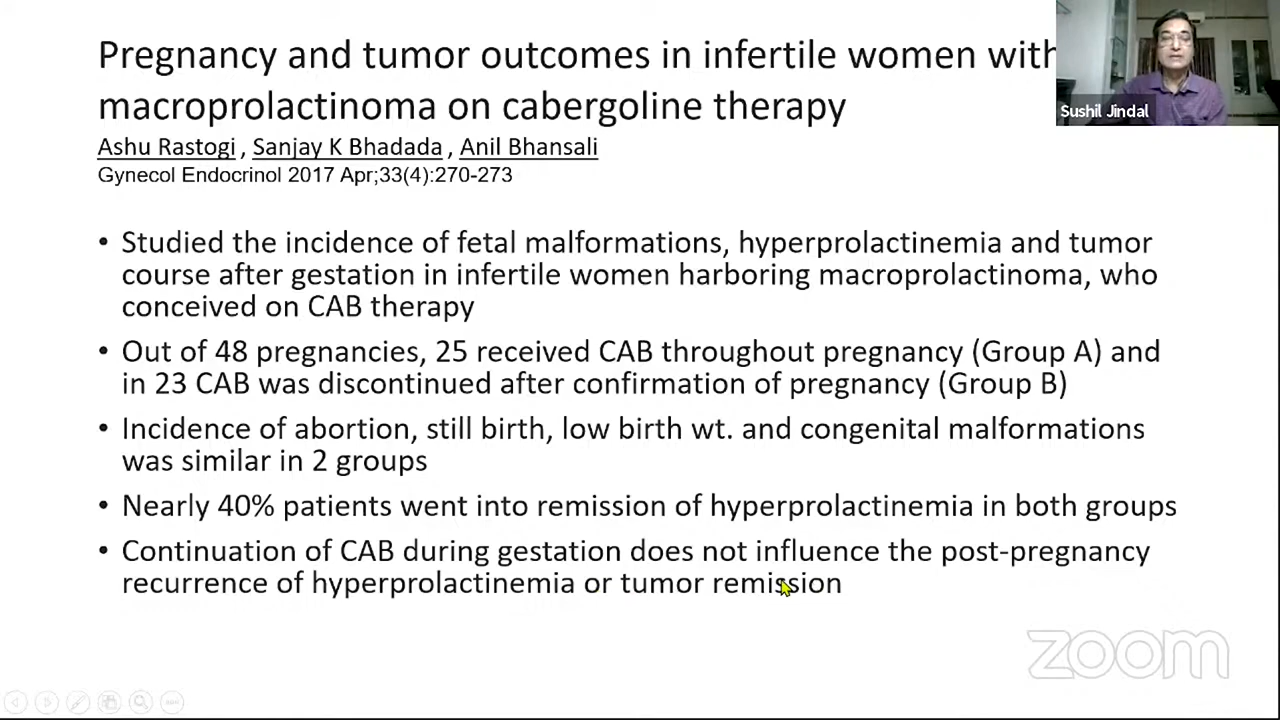 Pregnancy and tumor outcomes in infertile women with
macroprolactinoma on cabergoline therapy
Sushil Jindal
Ashu Rastogi , Sanjay K Bhadada , Anil Bhansali
Gynecol Endocrinol 2017 Apr;33(4):270-273
• Studied the incidence of fetal malformations, hyperprolactinemia and tumor
course after gestation in infertile women harboring macroprolactinoma, who
conceived on CAB therapy
• Out of 48 pregnancies, 25 received CAB throughout pregnancy (Group A) and
in 23 CAB was discontinued after confirmation of pregnancy (Group B)
• Incidence of abortion, still birth, low birth wt. and congenital malformations
was similar in 2 groups
• Nearly 40% patients went into remission of hyperprolactinemia in both groups
• Continuation of CAB during gestation does not influence the post-pregnancy
recurrence of hyperprolactinemia or tumor remission
zoom